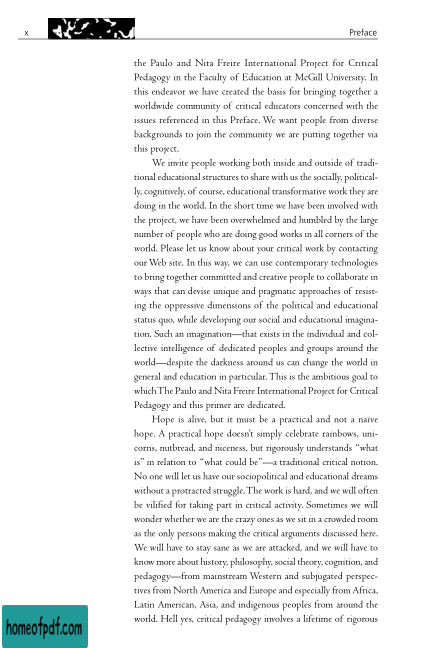 x
Preface
the Paulo and Nita Freire International Project for Critical
Pedagogy in the Faculty of Education at McGill University. In
this endeavor we have created the basis for bringing together a
worldwide community of critical educators concerned with the
issues referenced in this Preface. We want people from diverse
backgrounds to join the community we are putting together via
this project.
We invite people working both inside and outside of tradi-
tional educational structures to share with us the socially, political-
ly, cognitively, of course, educational transformative work they are
doing in the world. In the short time we have been involved with
the project, we have been overwhelmed and humbled by the large
number of people who are doing good works in all corners of the
world. Please let us know about your critical work by contacting
our Web site. In this way, we can use contemporary technologies
to bring together committed and creative people to collaborate in
ways that can devise unique and pragmatic approaches of resist-
ing the oppressive dimensions of the political and educational
status quo, while developing our social and educational imagina-
tion. Such an imagination—that exists in the individual and col-
lective intelligence of dedicated peoples and groups around the
world—despite the darkness around us can change the world in
general and education in particular. This is the ambitious goal to
which The Paulo and Nita Freire International Project for Critical
Pedagogy and this primer are dedicated.
Hope is alive, but it must be a practical and not a naïve
hope. A practical hope doesn't simply celebrate rainbows, uni-
corns, nutbread, and niceness, but rigorously understands "what
is" in relation to "what could be"—a traditional critical notion.
No one will let us have our sociopolitical and educational dreams
without a protracted struggle. The work is hard, and we will often
be vilified for taking part in critical activity. Sometimes we will
wonder whether we are the crazy ones as we sit in a crowded room
as the only persons making the critical arguments discussed here.
We will have to stay sane as we are attacked, and we will have to
know more about history, philosophy, social theory, cognition, and
pedagogy—from mainstream Western and subjugated perspec-
tives from North America and Europe and especially from Africa,
Latin American, Asia, and indigenous peoples from around the
world. Hell yes, critical pedagogy involves a lifetime of rigorous
homeofpdf.com